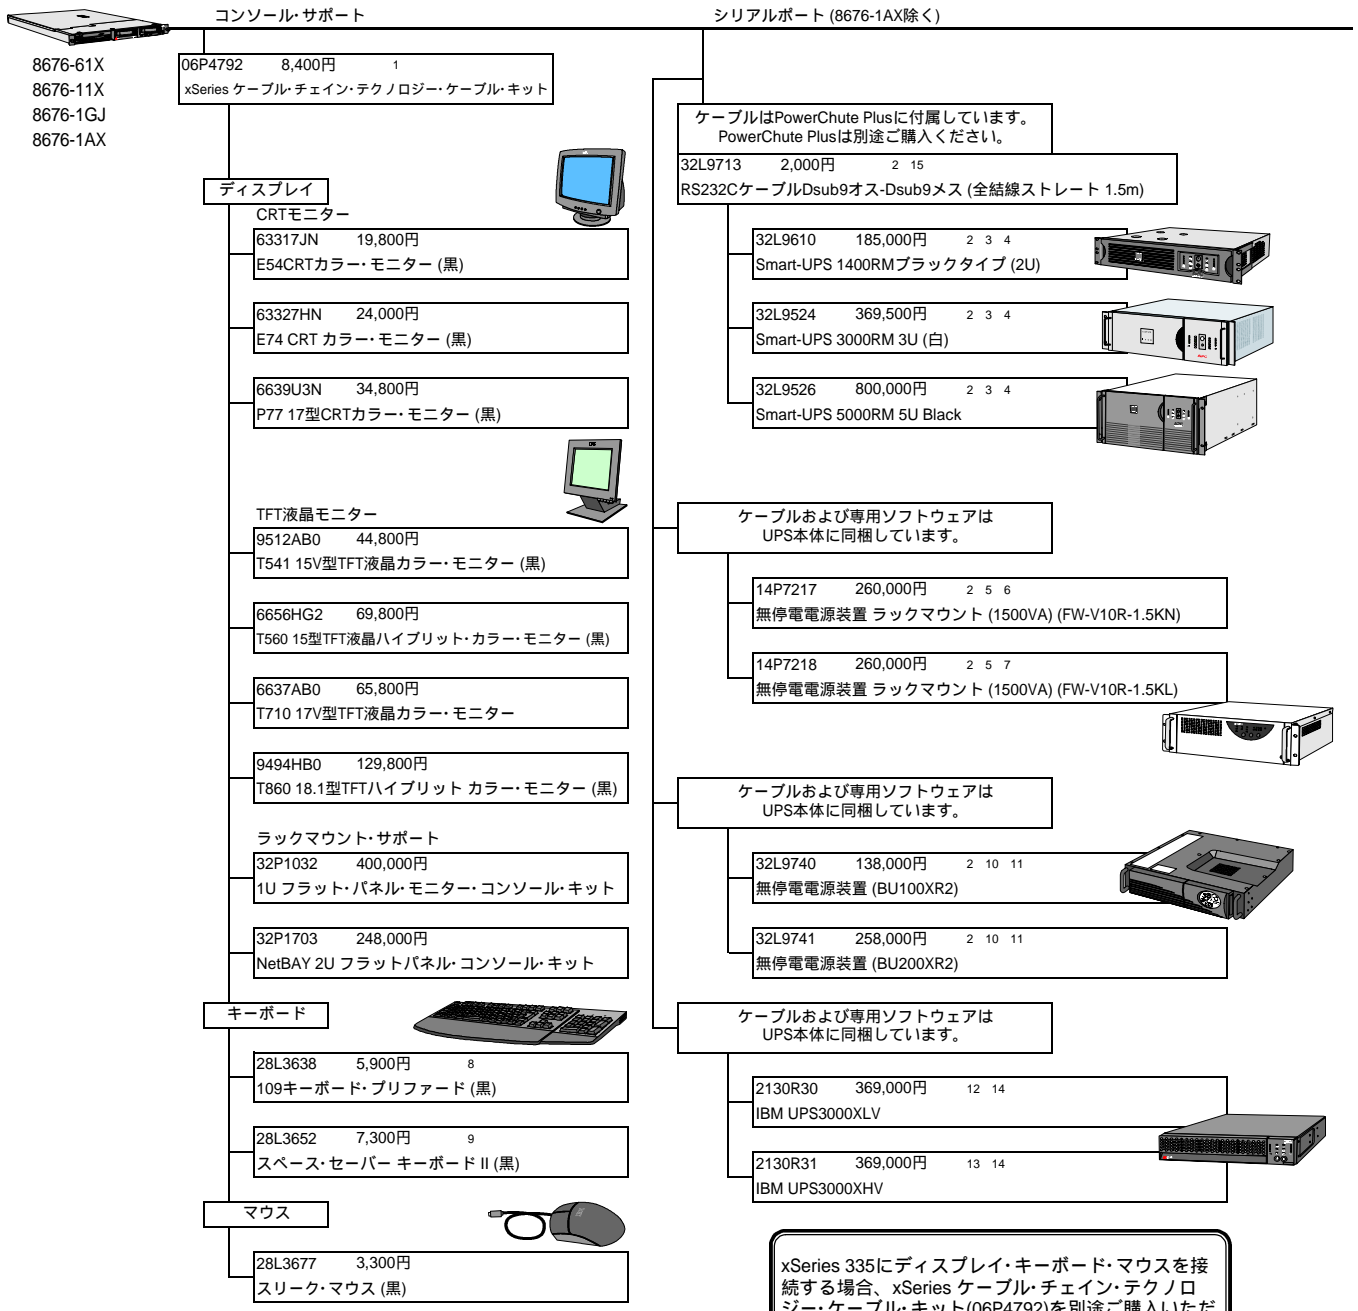 コンソール・サポート
シリアルポート (8676-1AX除く)
8676-61X
8676-11X
8676-1GJ
8676-1AX
06P4792 8,400円 1
xSeries ケーブル・チェイン・テクノロジー・ケーブル・キット
ディスプレイ
CRTモニター
63317JN 19,800円
E54CRTカラー・モニター (黒)
63327HN 24,000円
E74 CRT カラー・モニター (黒)
6639U3N 34,800円
P77 17型CRTカラー・モニター (黒)
TFT液晶モニター
9512AB0 44,800円
T541 15V型TFT液晶カラー・モニター (黒)
6656HG2 69,800円
T560 15型TFT液晶ハイブリット・カラー・モニター (黒)
6637AB0 65,800円
T710 17V型TFT液晶カラー・モニター
9494HB0 129,800円
T860 18.1型TFTハイブリット カラー・モニター (黒)
ラックマウント・サポート
32P1032 400,000円
1U フラット・パネル・モニター・コンソール・キット
32P1703 248,000円
NetBAY 2U フラットパネル・コンソール・キット
キーボード
28L3638 5,900円 8
109キーボード・プリファード (黒)
28L3652 7,300円 9
スペース・セーバー キーボード II (黒)
マウス
28L3677 3,300円
スリーク・マウス (黒)
ケーブルはPowerChute Plusに付属しています。
PowerChute Plusは別途ご購入ください。
32L9713 2,000円 2 15
RS232CケーブルDsub9オス-Dsub9メス (全結線ストレート 1.5m)
32L9610 185,000円 2 3 4
Smart-UPS 1400RMブラックタイプ (2U)
32L9524 369,500円 2 3 4
Smart-UPS 3000RM 3U (白)
32L9526 800,000円 2 3 4
Smart-UPS 5000RM 5U Black
ケーブルおよび専用ソフトウェアは
UPS本体に同梱しています。
14P7217 260,000円 2 5 6
無停電電源装置 ラックマウント (1500VA) (FW-V10R-1.5KN)
14P7218 260,000円 2 5 7
無停電電源装置 ラックマウント (1500VA) (FW-V10R-1.5KL)
ケーブルおよび専用ソフトウェアは
UPS本体に同梱しています。
32L9740 138,000円 2 10 11
無停電電源装置 (BU100XR2)
32L9741 258,000円 2 10 11
無停電電源装置 (BU200XR2)
ケーブルおよび専用ソフトウェアは
UPS本体に同梱しています。
2130R30 369,000円 12 14
IBM UPS3000XLV
2130R31 369,000円 13 14
IBM UPS3000XHV
xSeries 335にディスプレイ・キーボード・マウスを接
続する場合、xSeries ケーブル・チェイン・テクノロ
ジー・ケーブル・キット(06P4792)を別途ご購入いただ